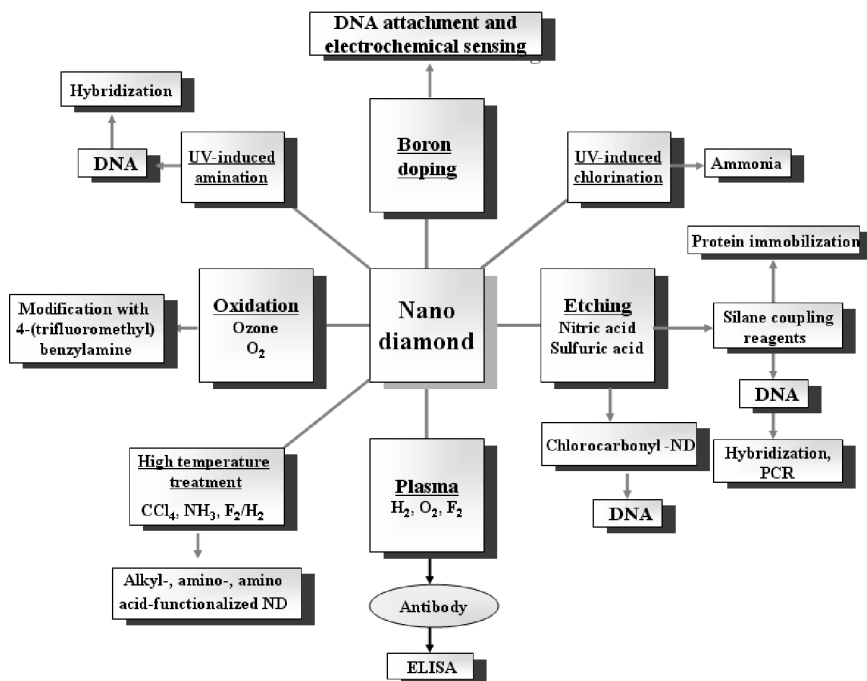 DNA attachment and
electrochemical sensing
Hybridization
DNA
UV-induced
amination
Boron
doping
UV-induced
chlorination
Ammonia
Protein immobilization
Modification with
4-(trifluoromethyl)
benzylamine
Oxidation
Ozone
O₂
Nano
diamond
Etching
Nitric acid
Sulfuric acid
Silane coupling
reagents
DNA
Hybridization,
PCR
Chlorocarbonyl -ND
DNA
High temperature
treatment
CCl₄, NH₃, F₂/H₂
Alkyl-, amino-, amino
acid-functionalized ND
Plasma
H₂, O₂, F₂
Antibody
ELISA